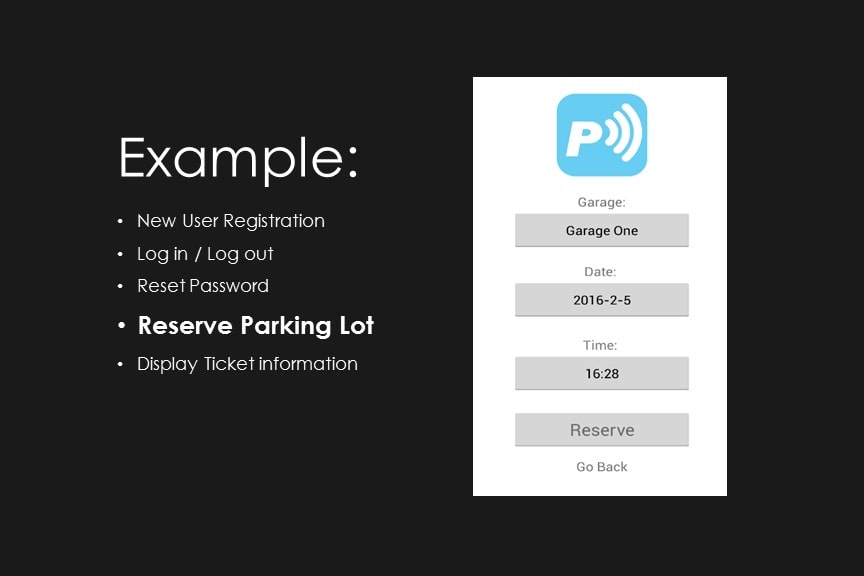 Example:
• New User Registration
• Log in / Log out
• Reset Password
• Reserve Parking Lot
• Display Ticket information
P
Garage:
Garage One
Date:
2016-2-5
Time:
16:28
Reserve
Go Back